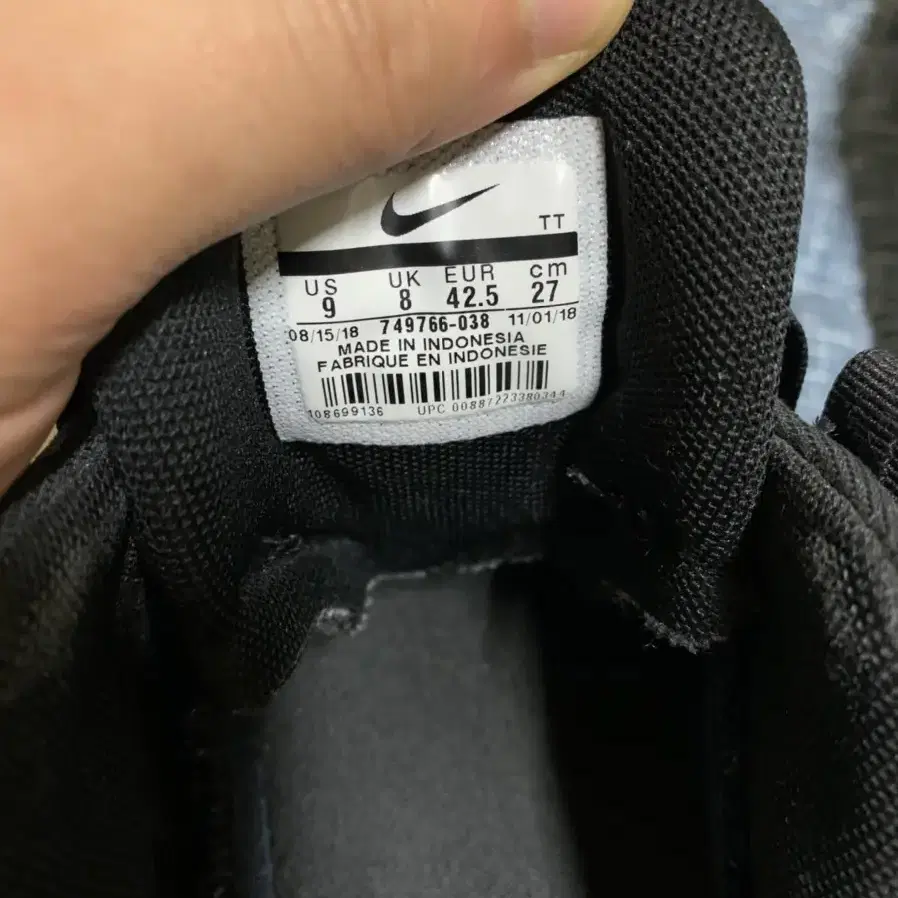 TT
US UK EUR cm
9 8 42.5 27
08/15/18 749766-038 11/01/18
MADE IN INDONESIA
FABRIQUE EN INDONESIE
108699136 UPC 00887223380344